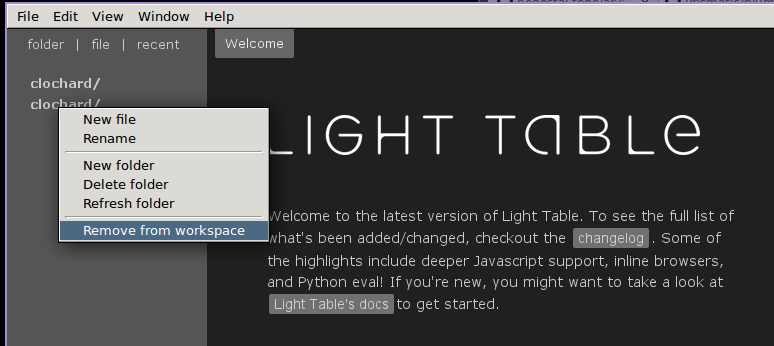 File Edit View Window Help
folder | file | recent
Welcome
clochard/
clochard/
New file
Rename
New folder
Delete folder
Refresh folder
Remove from workspace
LIGHT TABLE
Welcome to the latest version of Light Table. To see the full list of
what's been added/changed, checkout the changelog. Some of
the highlights include deeper Javascript support, inline browsers,
and Python eval! If you're new, you might want to take a look at
Light Table's docs to get started.